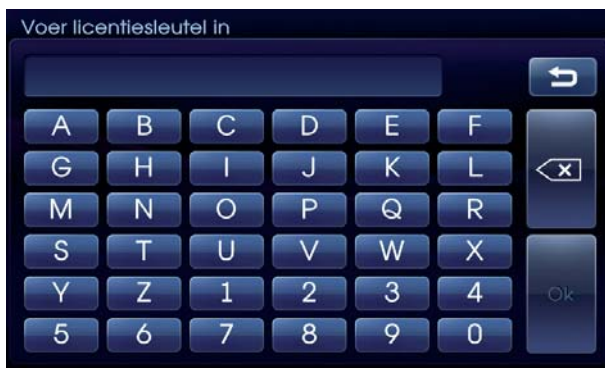 Voer licentiesleutel in
A B C D E F
G H I J K L
M N O P Q R
S T U V W X
Y Z 1 2 3 4
Ok
5 6 7 8 9 0